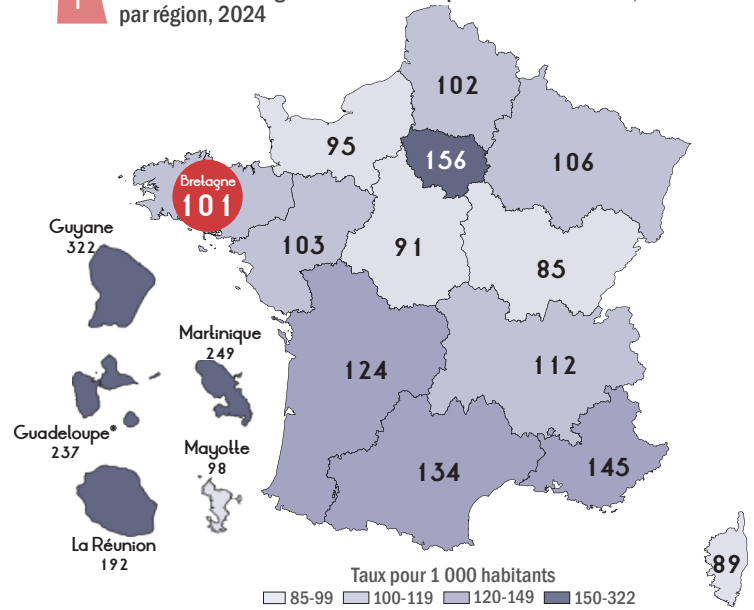 par région, 2024
102
95
156
106
Bretagne
101
103
91
85
Guyane
322
Martinique
249
124
112
Guadeloupe*
237
Mayotte
98
134
145
La Réunion
192
89
Taux pour 1 000 habitants
85-99
100-119
120-149
150-322